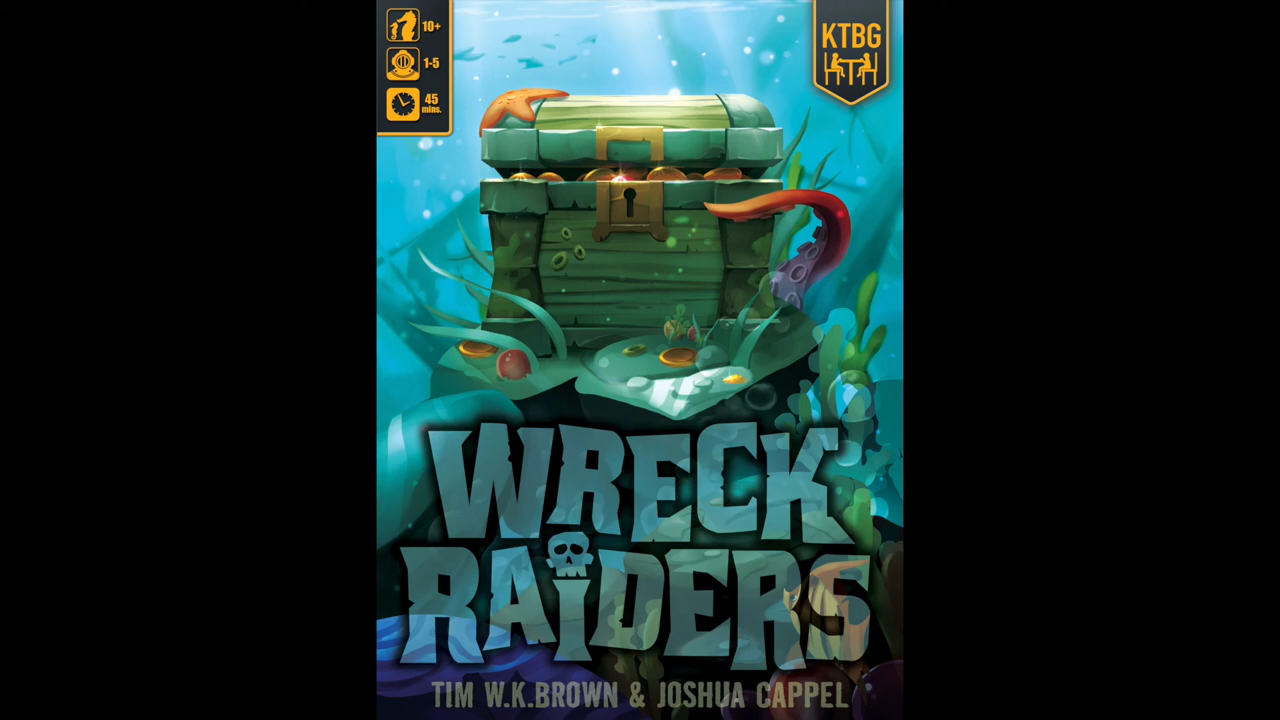 10+
1-5
45
mins.
KTBG
WRECK
RAiDERS
TIM W.K.BROWN & JOSHUA CAPPEL